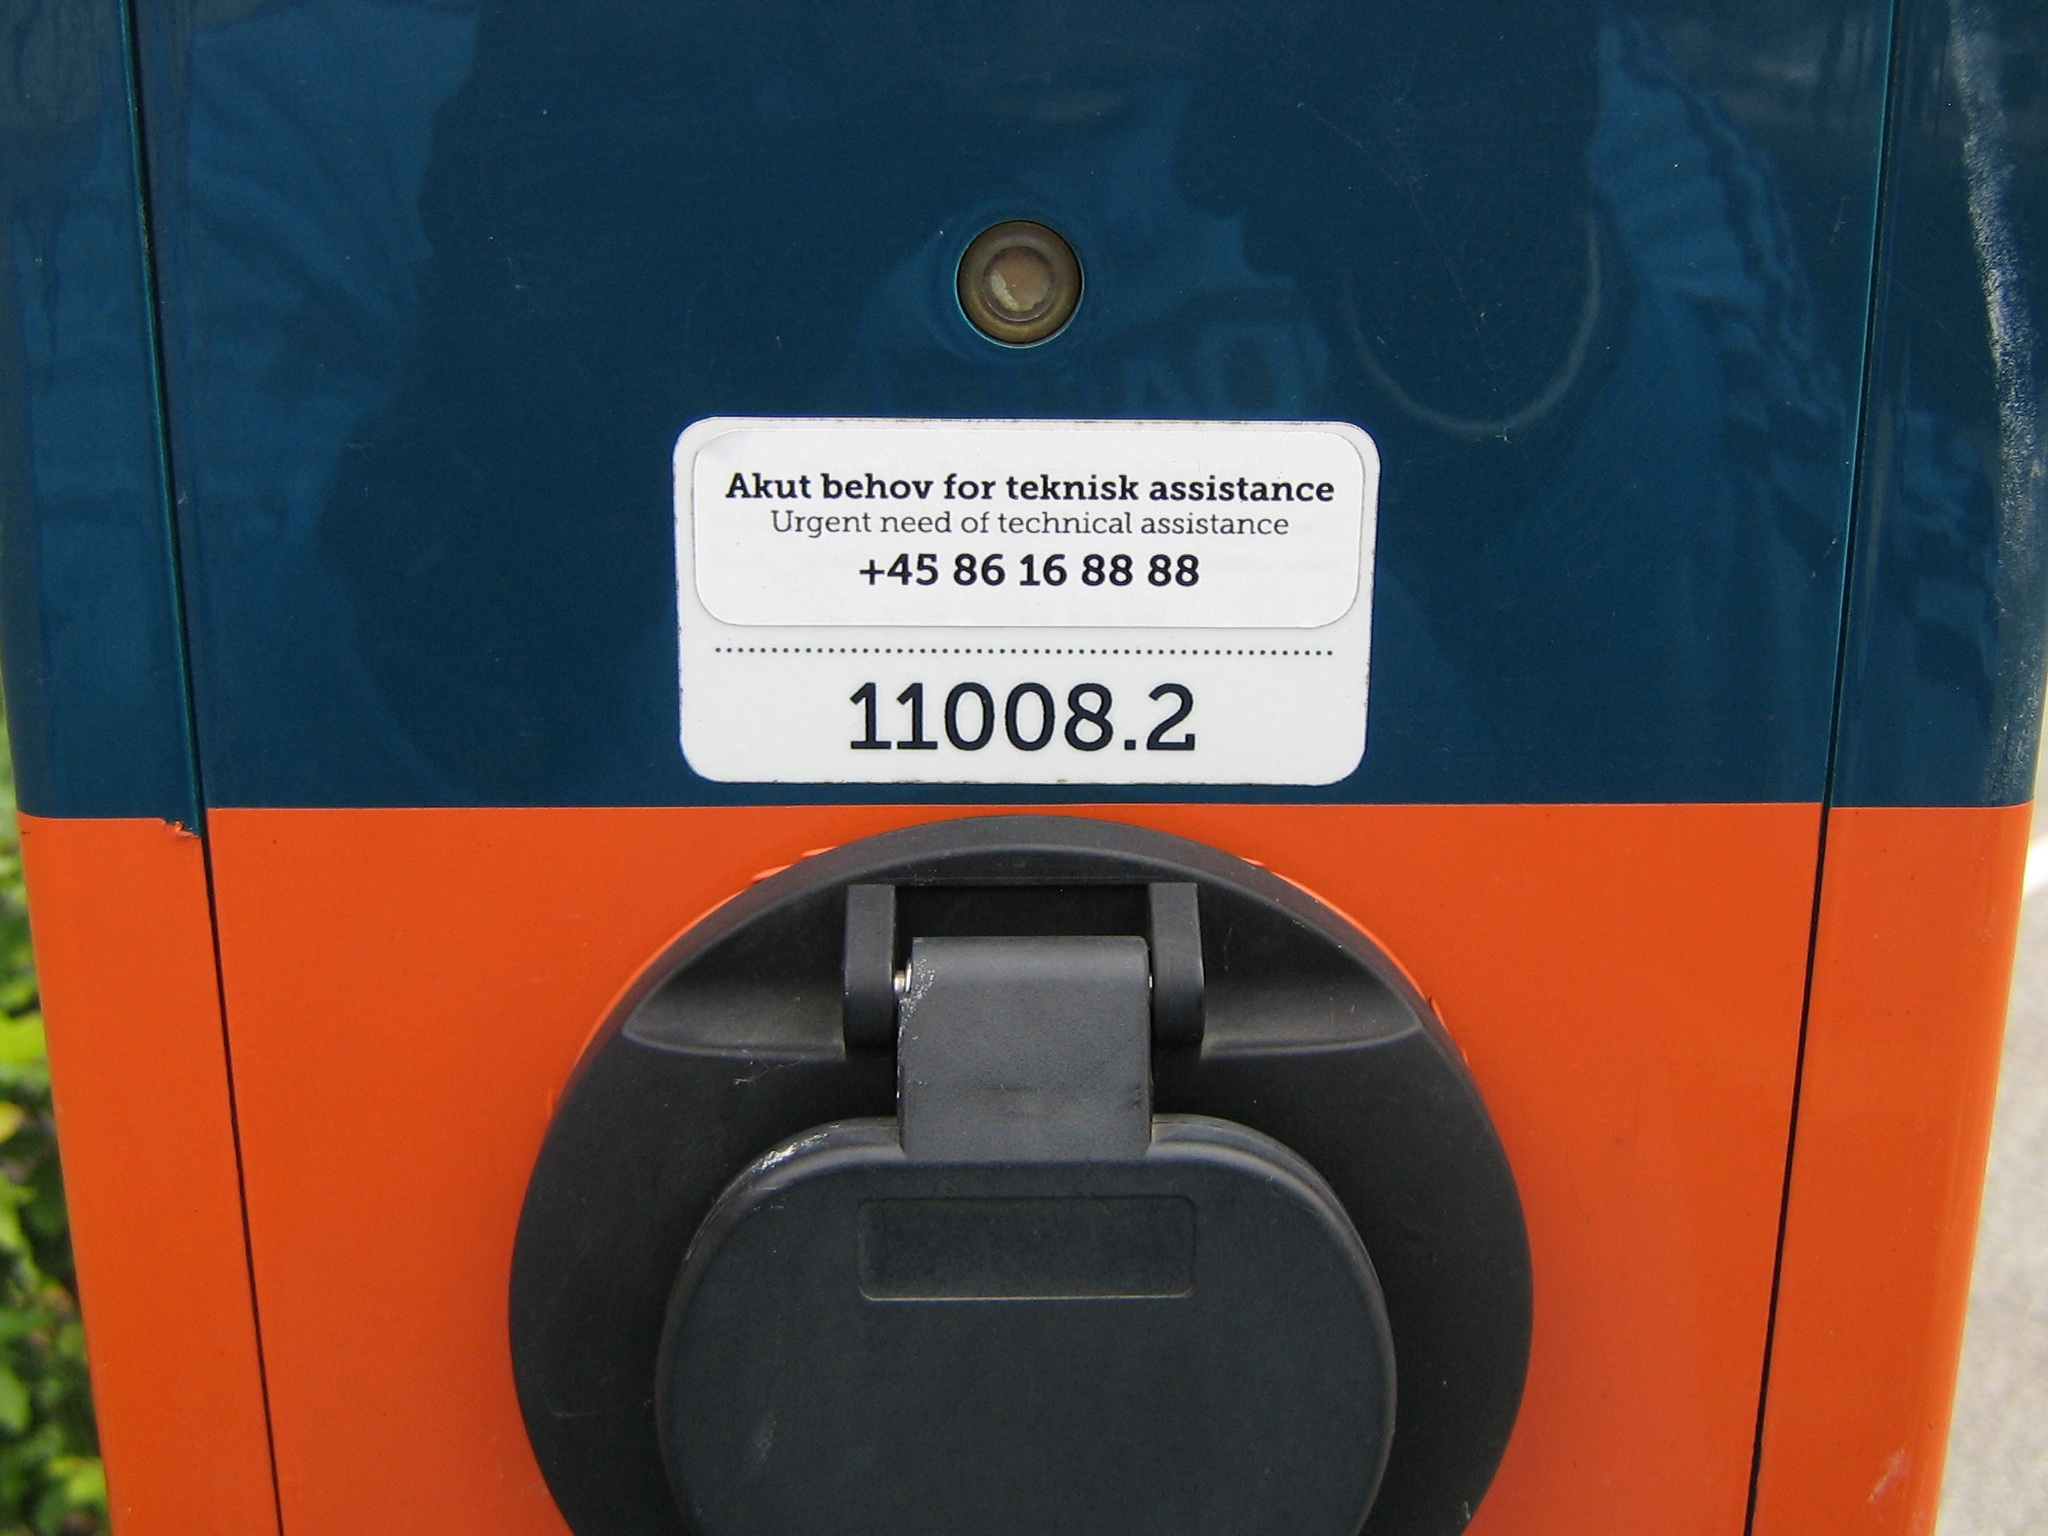 Akut behov for teknisk assistance
Urgent need of technical assistance
+45 86 16 88 88
11008.2